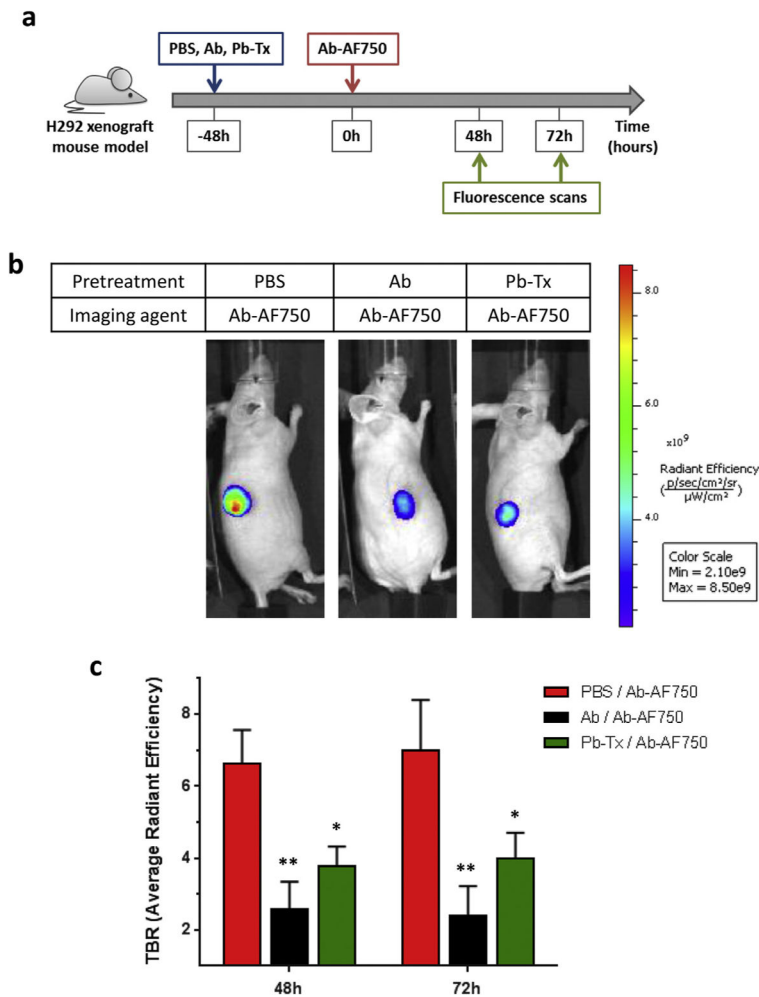 a
PBS, Ab, Pb-Tx
Ab-AF750
H292 xenograft
mouse model
-48h
0h
48h
72h
Time
(hours)
Fluorescence scans
b
Pretreatment PBS Ab Pb-Tx
Imaging agent Ab-AF750 Ab-AF750 Ab-AF750
8.0
6.0
x10⁹
Radiant Efficiency
(p/sec/cm²/sr
µW/cm²)
4.0
Color Scale
Min = 2.10e9
Max = 8.50e9
c
TBR (Average Radiant Efficiency)
8
6
4
2
**
*
**
*
48h
72h
PBS / Ab-AF750
Ab / Ab-AF750
Pb-Tx / Ab-AF750